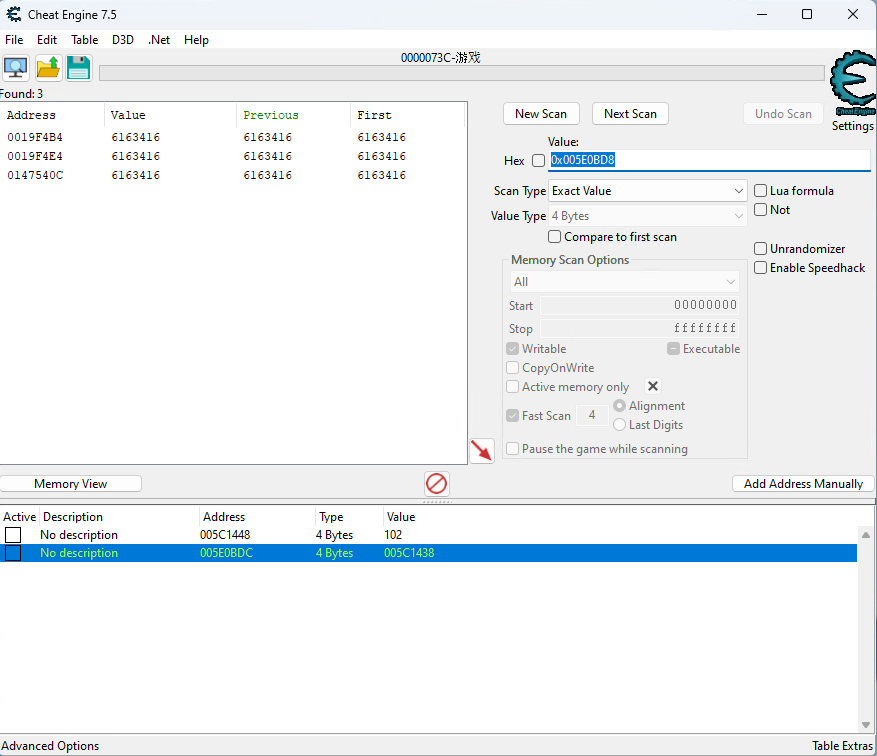 Cheat Engine 7.5
File Edit Table D3D .Net Help
0000073C-游戏
Found: 3
Address Value Previous First
0019F4B4 6163416 6163416 6163416
0019F4E4 6163416 6163416 6163416
0147540C 6163416 6163416 6163416
New Scan Next Scan Undo Scan
Cheat Engine
Settings
Value:
Hex 0x005E0BD8
Scan Type Exact Value
Lua formula
Value Type 4 Bytes
Not
Compare to first scan
Unrandomizer
Enable Speedhack
Memory Scan Options
All
Start 00000000
Stop ffffffff
Writable Executable
CopyOnWrite
Active memory only
Fast Scan 4 Alignment
Last Digits
Pause the game while scanning
Memory View Add Address Manually
Active Description Address Type Value
No description 005C1448 4 Bytes 102
No description 005E0BDC 4 Bytes 005C1438
Advanced Options Table Extras